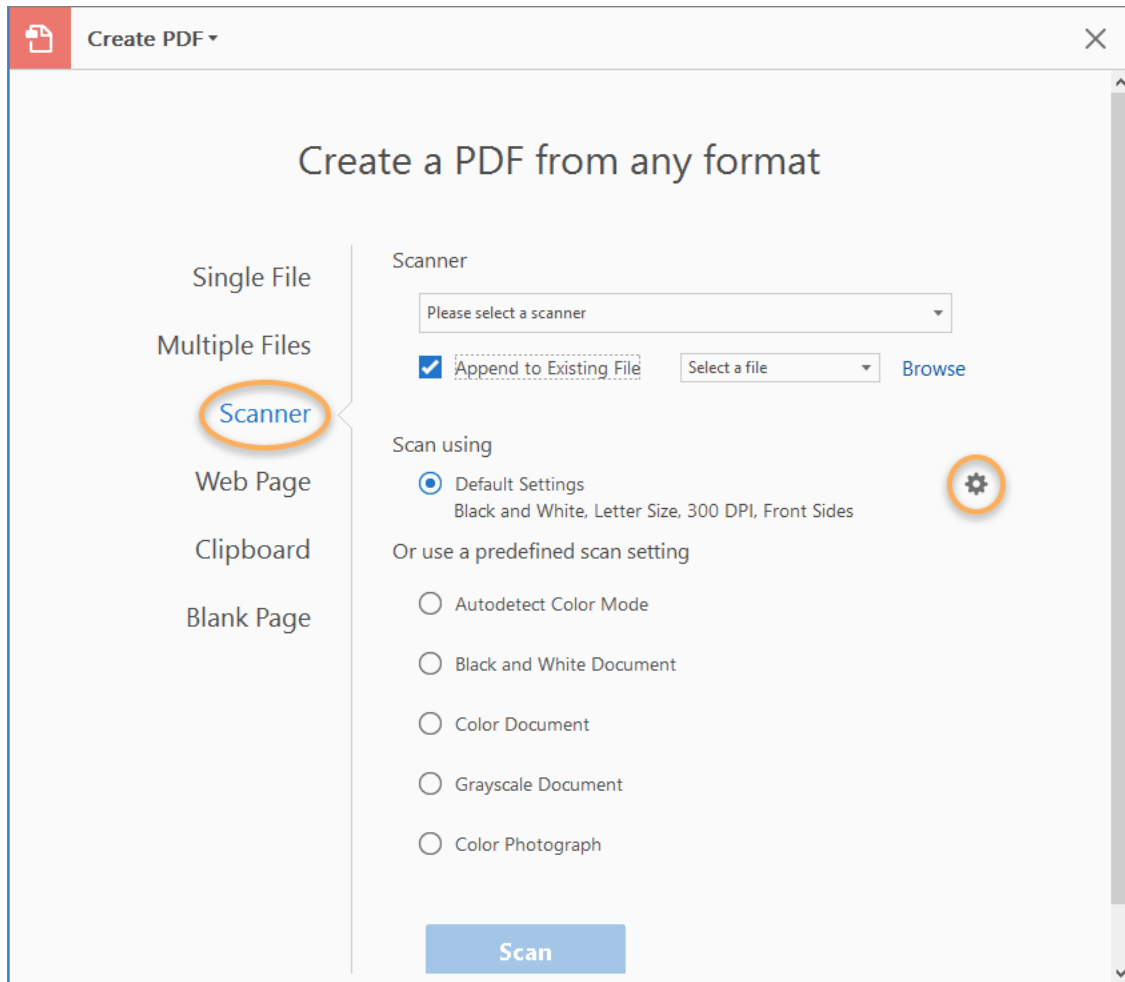 Create PDF
Create a PDF from any format
Single File
Multiple Files
Scanner
Web Page
Clipboard
Blank Page
Scanner
Please select a scanner
Append to Existing File Select a file Browse
Scan using
Default Settings
Black and White, Letter Size, 300 DPI, Front Sides
Or use a predefined scan setting
Autodetect Color Mode
Black and White Document
Color Document
Grayscale Document
Color Photograph
Scan